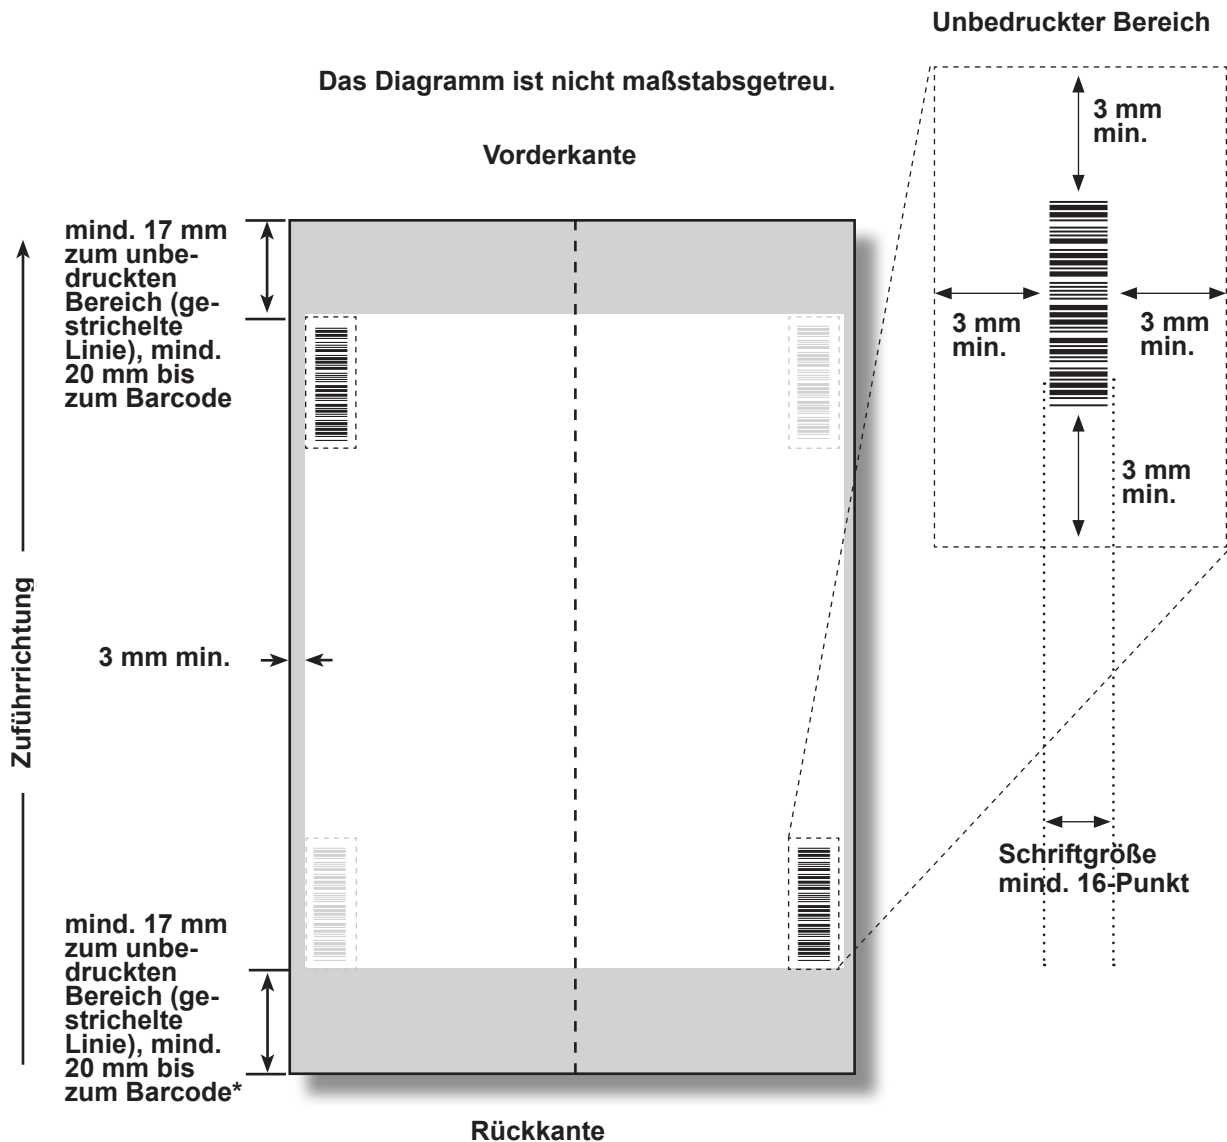 Unbedruckter Bereich
Das Diagramm ist nicht maßstabsgetreu.
Vorderkante
3 mm
min.
3 mm
min.
3 mm
min.
3 mm
min.
Schriftgröße
mind. 16-Punkt
mind. 17 mm
zum unbe-
druckten
Bereich (ge-
strichelte
Linie), mind.
20 mm bis
zum Barcode
Zuführrichtung
3 mm min.
mind. 17 mm
zum unbe-
druckten
Bereich (ge-
strichelte
Linie), mind.
20 mm bis
zum Barcode*
Rückkante